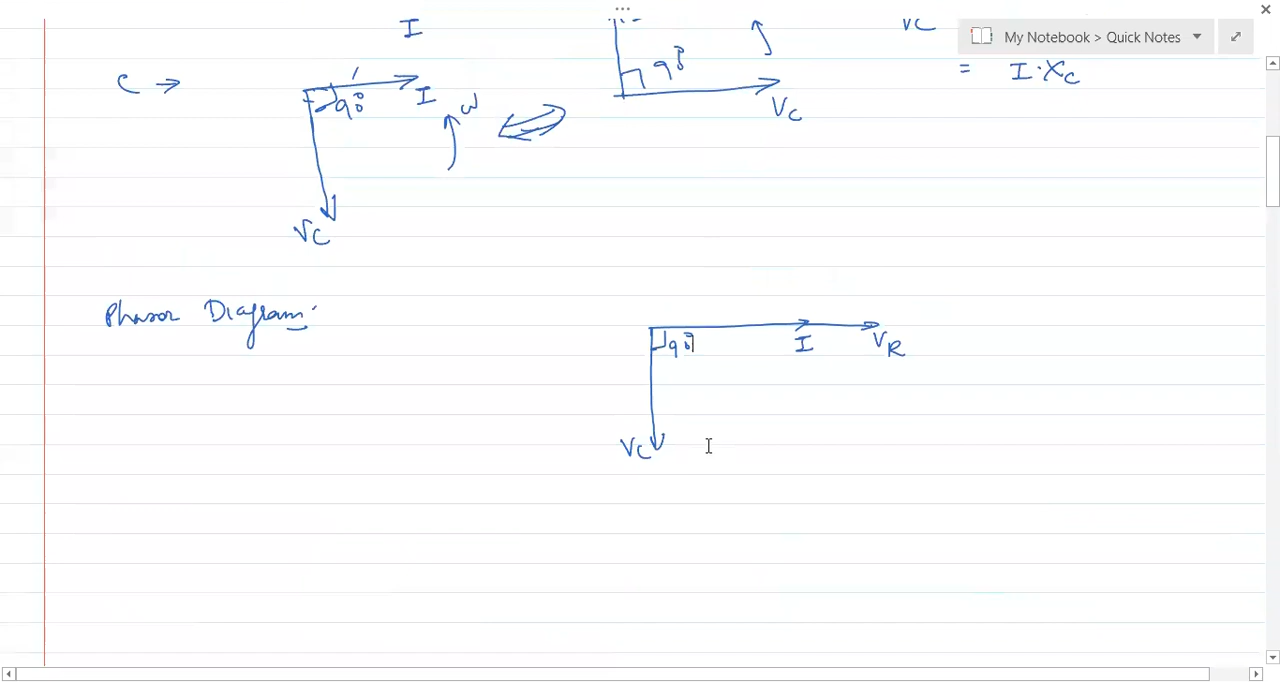 My Notebook > Quick Notes
I
VC
= I·XC
C → 90° I ω
90° VC
VC
Phasor Diagram:
90° I VR
VC